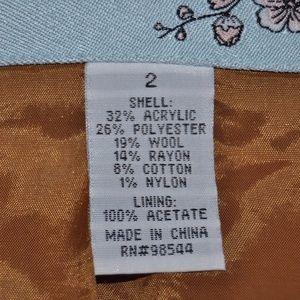 2
SHELL:
32% ACRYLIC
26% POLYESTER
19% WOOL
14% RAYON
8% COTTON
1% NYLON
LINING:
100% ACETATE
MADE IN CHINA
RN#98544